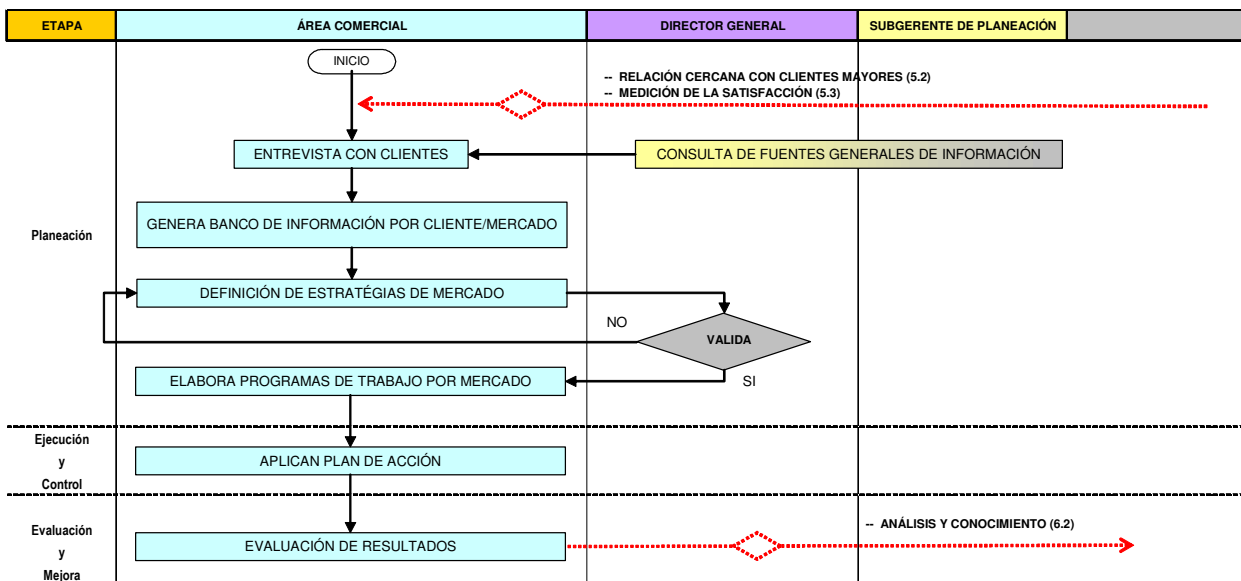 ETAPA
ÁREA COMERCIAL
DIRECTOR GENERAL
SUBGERENTE DE PLANEACIÓN
INICIO
-- RELACIÓN CERCANA CON CLIENTES MAYORES (5.2)
-- MEDICIÓN DE LA SATISFACCIÓN (5.3)
ENTREVISTA CON CLIENTES
CONSULTA DE FUENTES GENERALES DE INFORMACIÓN
GENERA BANCO DE INFORMACIÓN POR CLIENTE/MERCADO
Planeación
DEFINICIÓN DE ESTRATÉGIAS DE MERCADO
NO
VALIDA
ELABORA PROGRAMAS DE TRABAJO POR MERCADO
SI
Ejecución
y
Control
APLICAN PLAN DE ACCIÓN
-- ANÁLISIS Y CONOCIMIENTO (6.2)
Evaluación
y
Mejora
EVALUACIÓN DE RESULTADOS